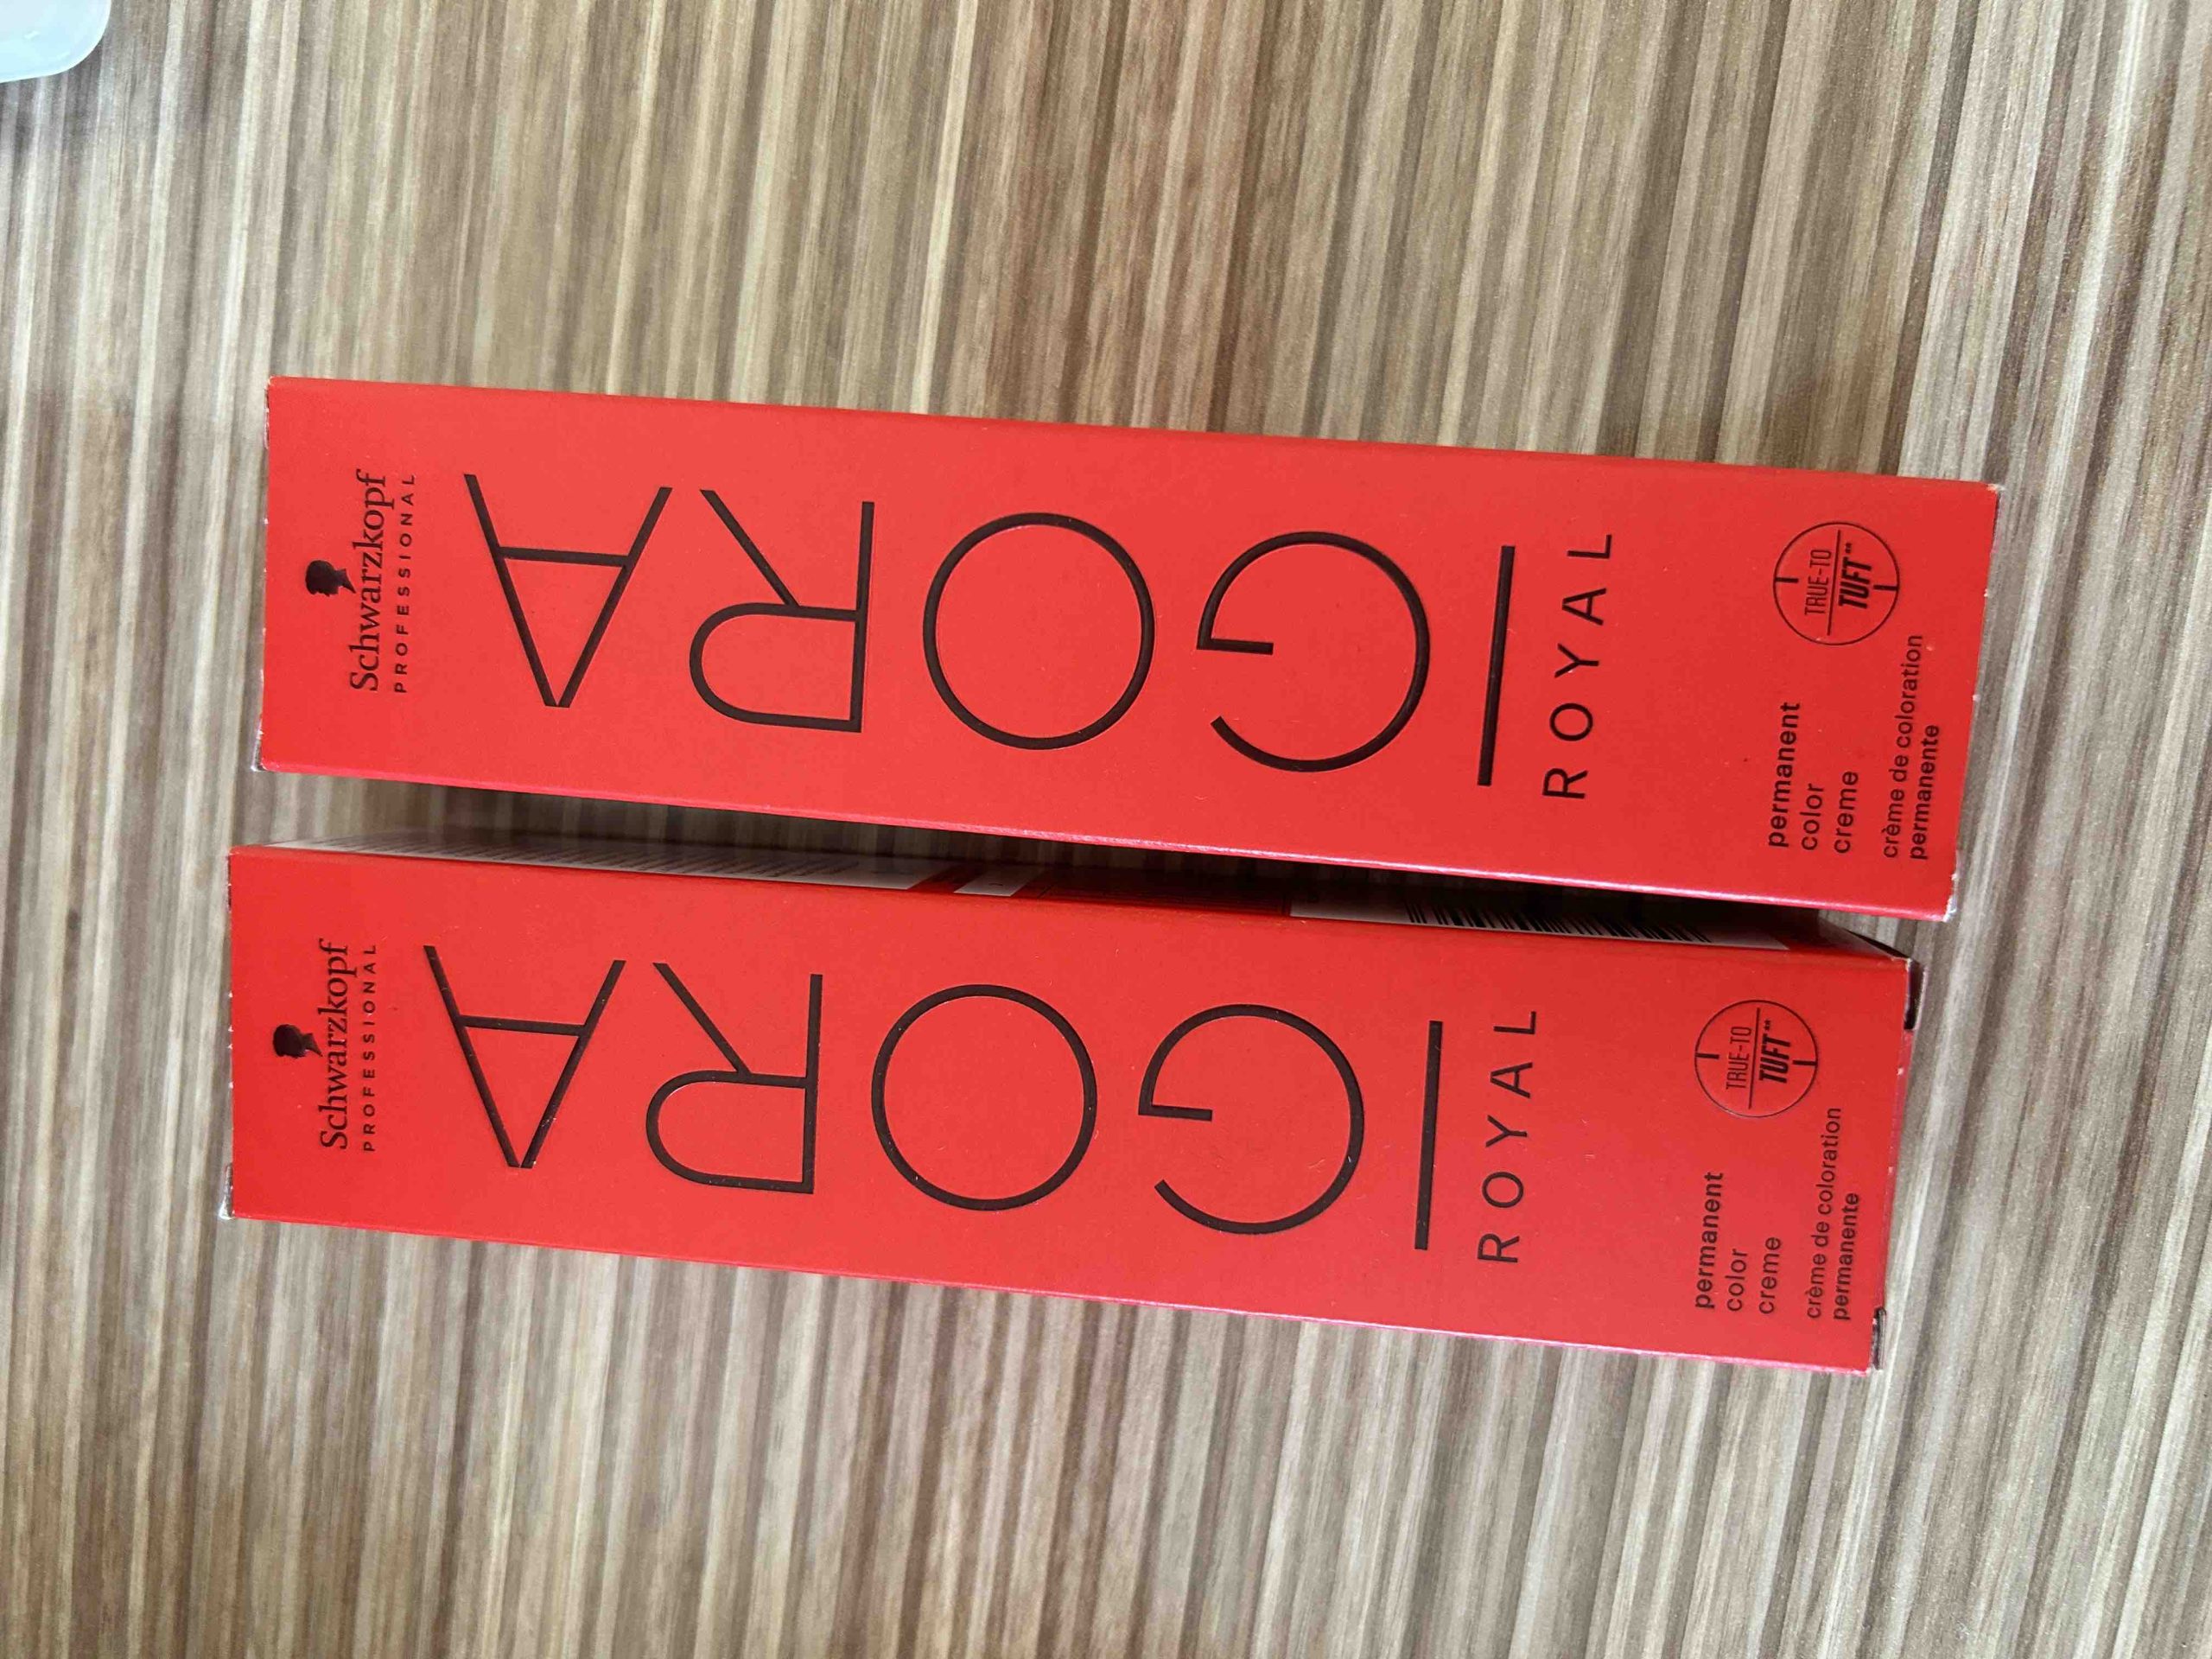 Schwarzkopf
PROFESSIONAL
IGORA
ROYAL
permanent
color
creme
crème de coloration
permanente
TRUE-TO
TUFT**
Schwarzkopf
PROFESSIONAL
IGORA
ROYAL
permanent
color
creme
crème de coloration
permanente
TRUE-TO
TUFT**